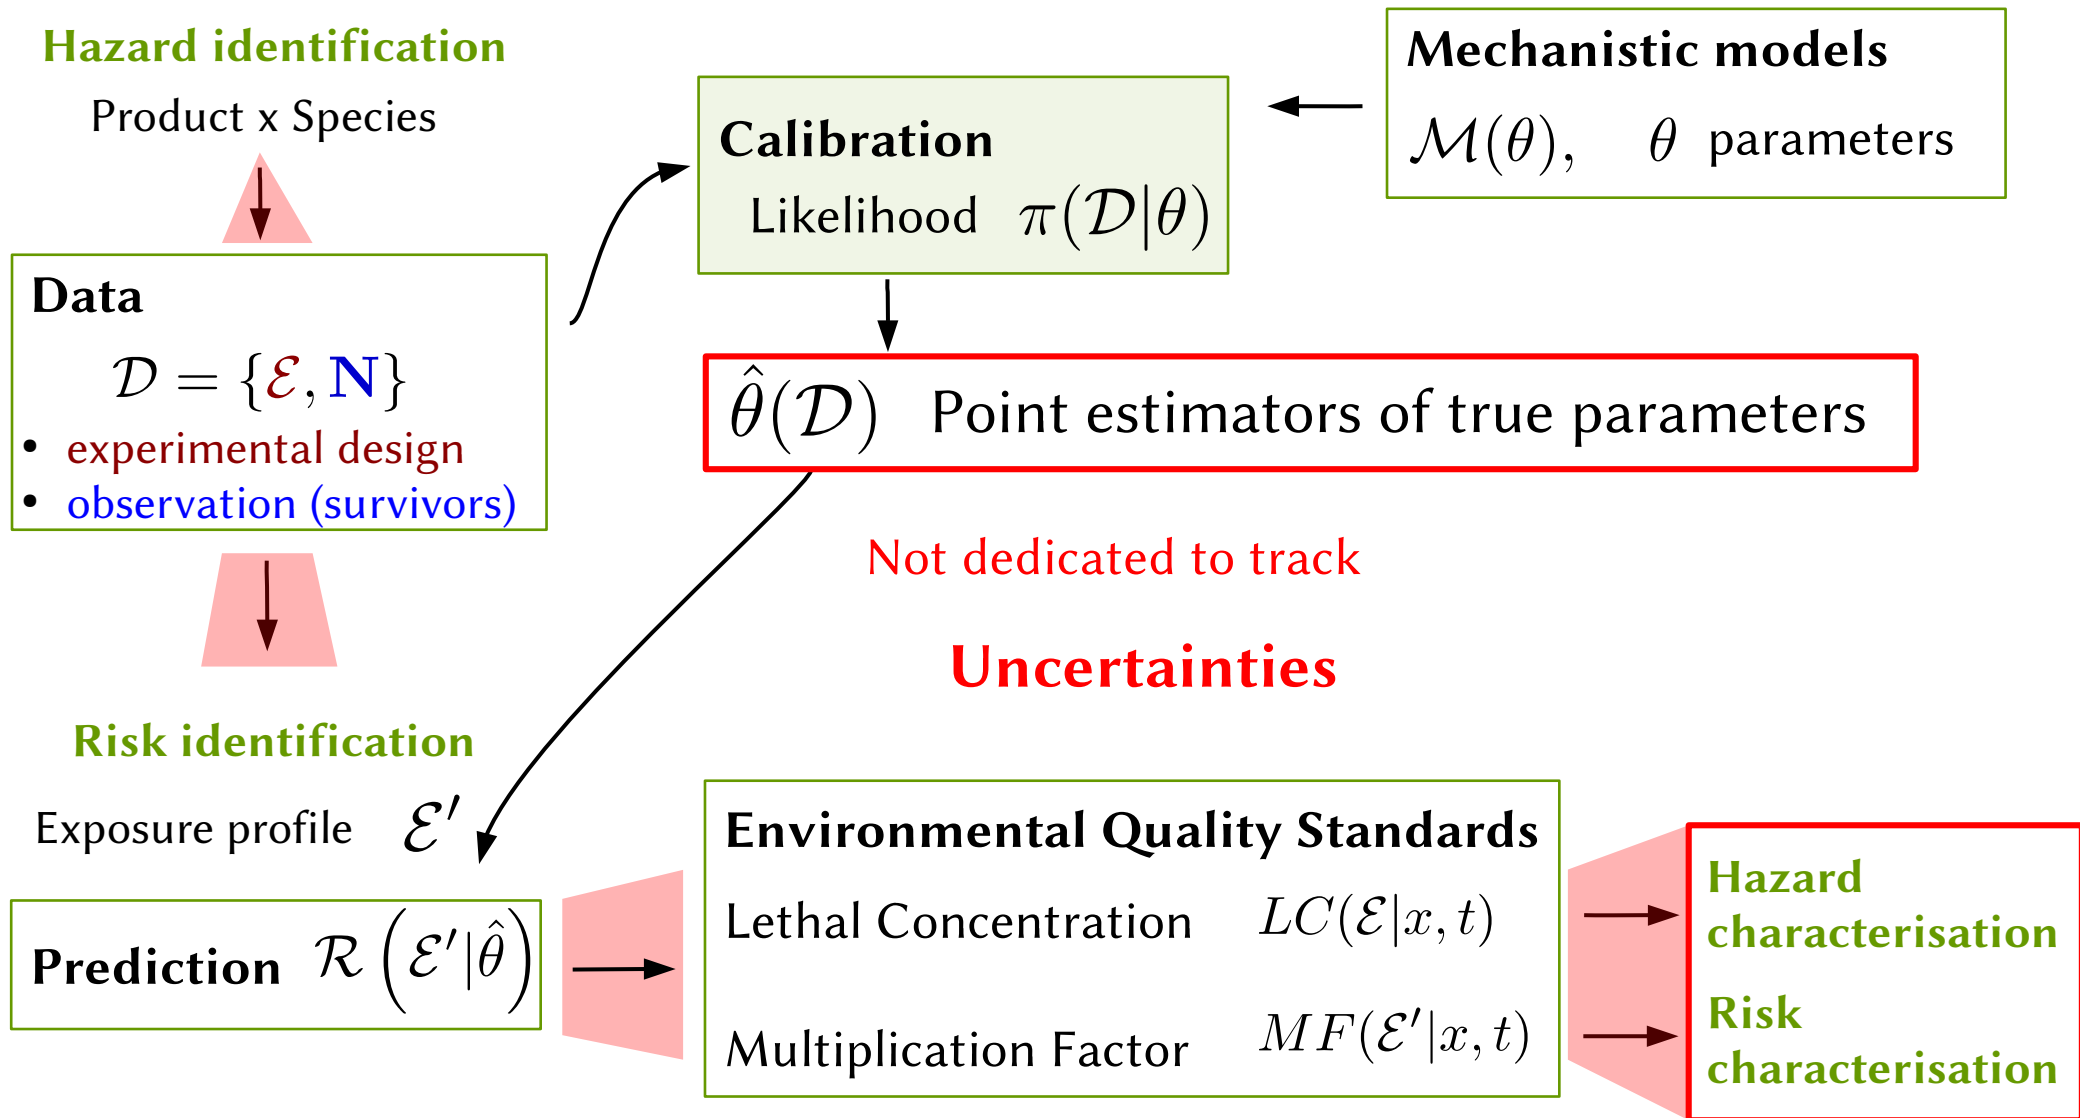 Hazard identification
Product x Species
Data
𝒟 = {ℰ, N}
• experimental design
• observation (survivors)
Risk identification
Exposure profile ℰ′
Prediction ℛ(ℰ′|θ̂)
Calibration
Likelihood π(𝒟|θ)
Mechanistic models
ℳ(θ), θ parameters
θ̂(𝒟) Point estimators of true parameters
Not dedicated to track
Uncertainties
Environmental Quality Standards
Lethal Concentration LC(ℰ|x, t)
Multiplication Factor MF(ℰ′|x, t)
Hazard
characterisation
Risk
characterisation